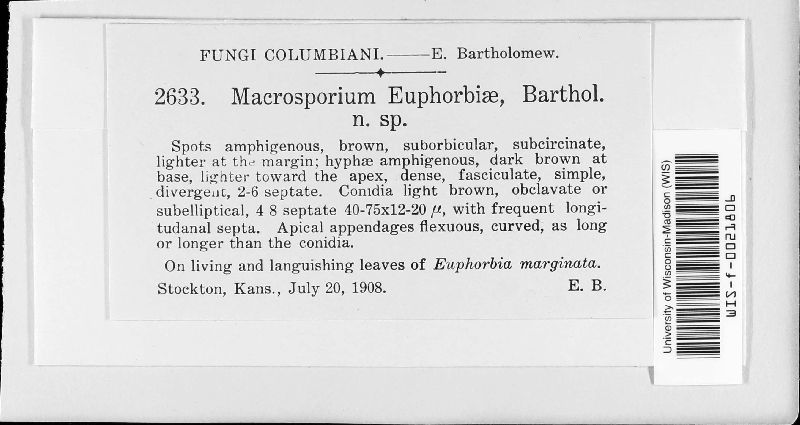 FUNGI COLUMBIANI.——E. Bartholomew.
2633. Macrosporium Euphorbiæ, Barthol.
n. sp.
Spots amphigenous, brown, suborbicular, subcircinate,
lighter at the margin; hyphæ amphigenous, dark brown at
base, lighter toward the apex, dense, fasciculate, simple,
divergent, 2-6 septate. Conidia light brown, obclavate or
subelliptical, 4 8 septate 40-75x12-20 µ, with frequent longi-
tudanal septa. Apical appendages flexuous, curved, as long
or longer than the conidia.
On living and languishing leaves of Euphorbia marginata.
Stockton, Kans., July 20, 1908. E. B.
University of Wisconsin-Madison (WIS)
WIS-f-0021806